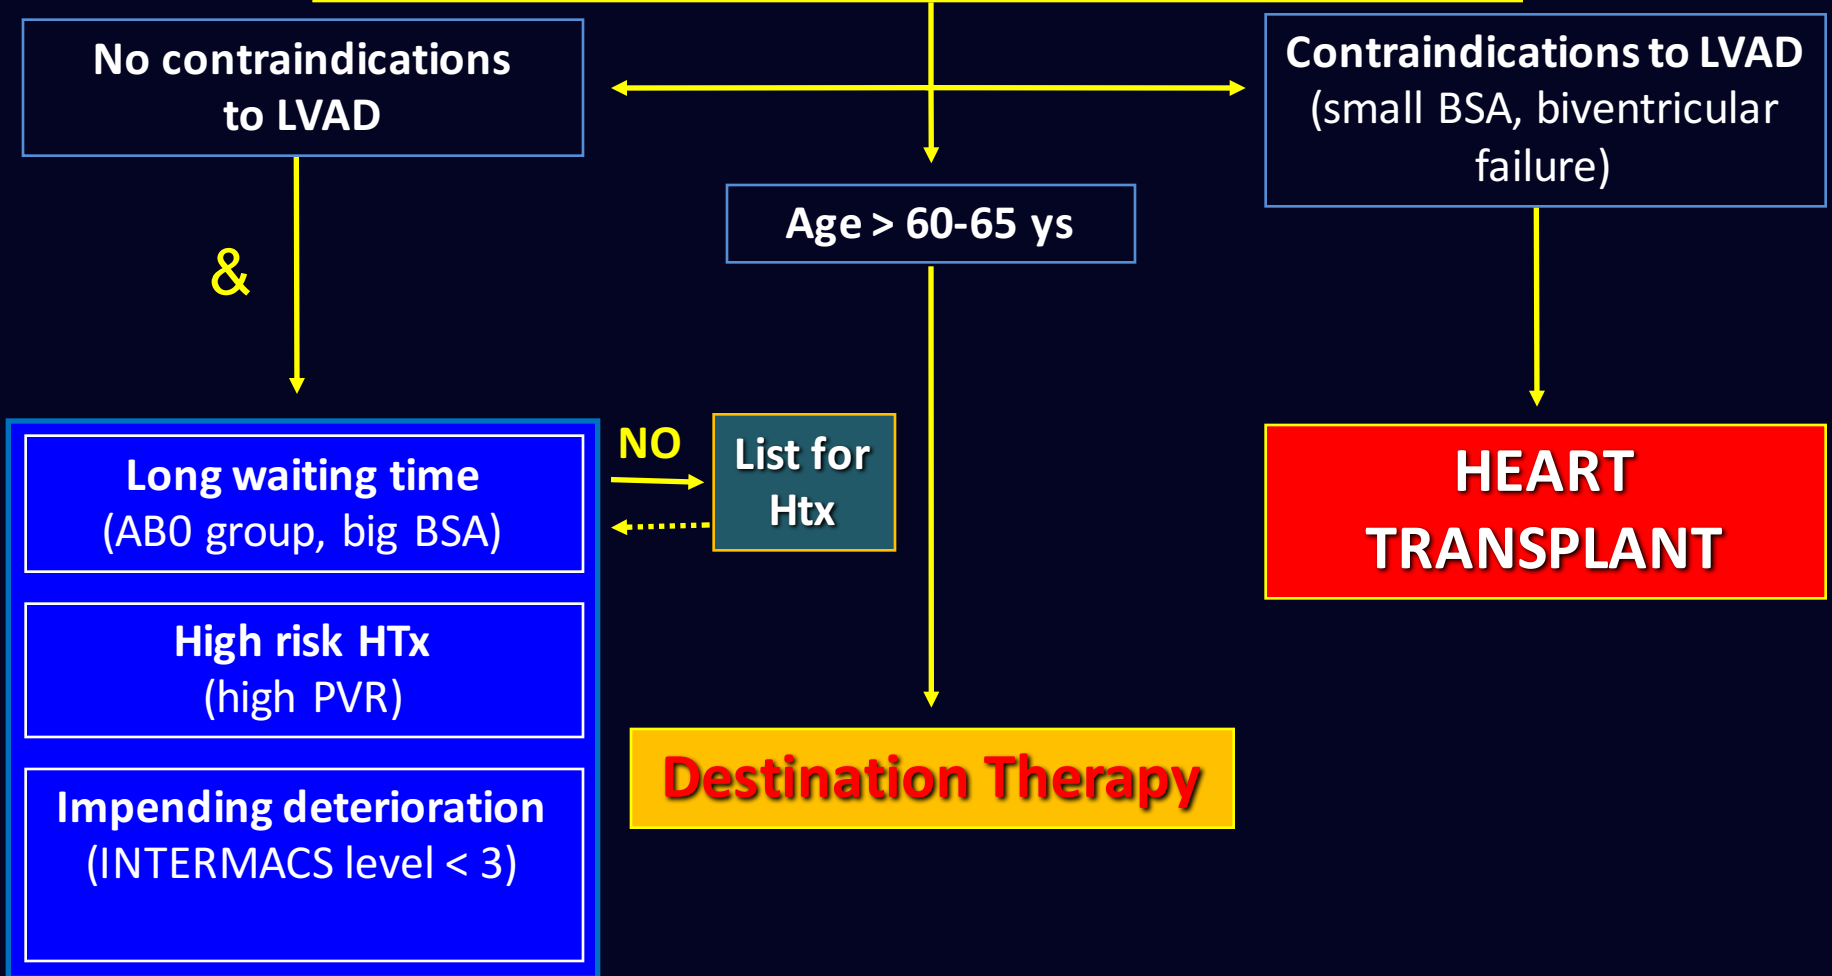 No contraindications
to LVAD
Contraindications to LVAD
(small BSA, biventricular
failure)
Age > 60-65 ys
&
Long waiting time
(AB0 group, big BSA)
NO
List for
Htx
HEART
TRANSPLANT
High risk HTx
(high PVR)
Destination Therapy
Impending deterioration
(INTERMACS level < 3)